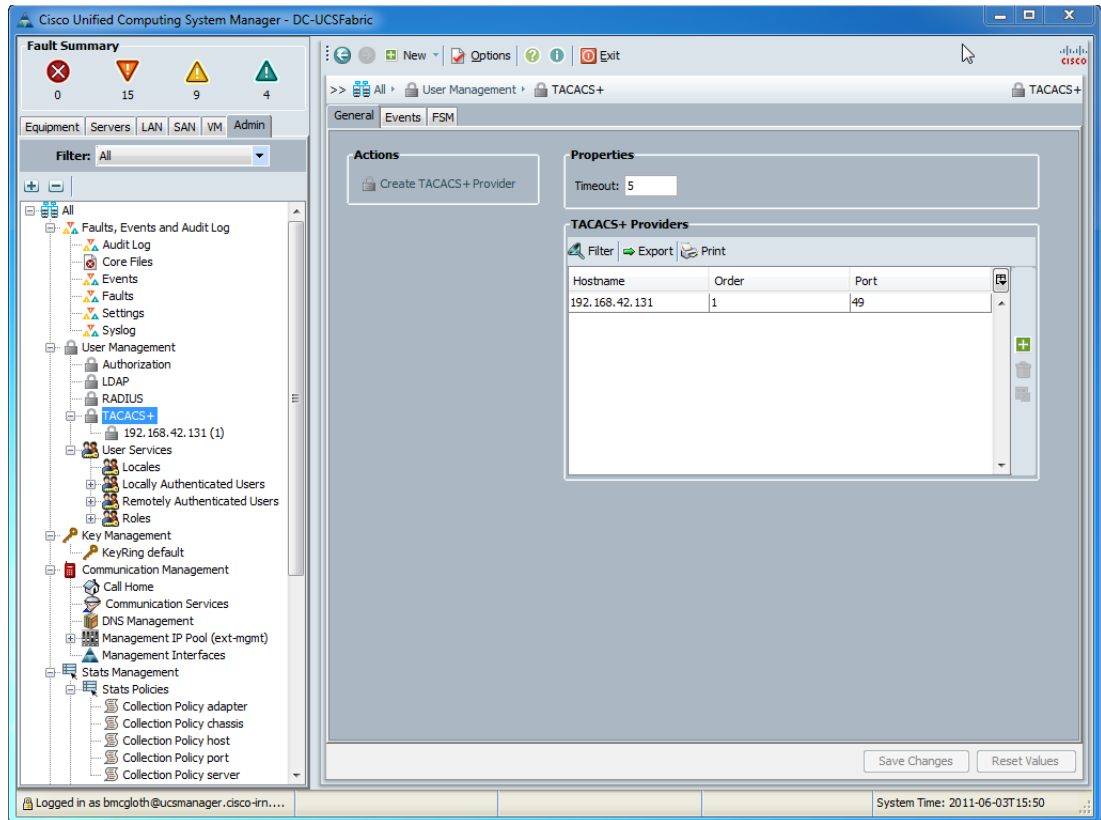 Cisco Unified Computing System Manager - DC-UCSFabric
Fault Summary
0 15 9 4
Equipment Servers LAN SAN VM Admin
Filter: All
All
Faults, Events and Audit Log
Audit Log
Core Files
Events
Faults
Settings
Syslog
User Management
Authorization
LDAP
RADIUS
TACACS+
192.168.42.131 (1)
User Services
Locales
Locally Authenticated Users
Remotely Authenticated Users
Roles
Key Management
KeyRing default
Communication Management
Call Home
Communication Services
DNS Management
Management IP Pool (ext-mgmt)
Management Interfaces
Stats Management
Stats Policies
Collection Policy adapter
Collection Policy chassis
Collection Policy host
Collection Policy port
Collection Policy server
New Options Exit
CISCO
>> All User Management TACACS+ TACACS+
General Events FSM
Actions
Create TACACS+ Provider
Properties
Timeout: 5
TACACS+ Providers
Filter Export Print
Hostname Order Port
192.168.42.131 1 49
Save Changes Reset Values
Logged in as bmcgloth@ucsmanager.cisco-irn....
System Time: 2011-06-03T15:50